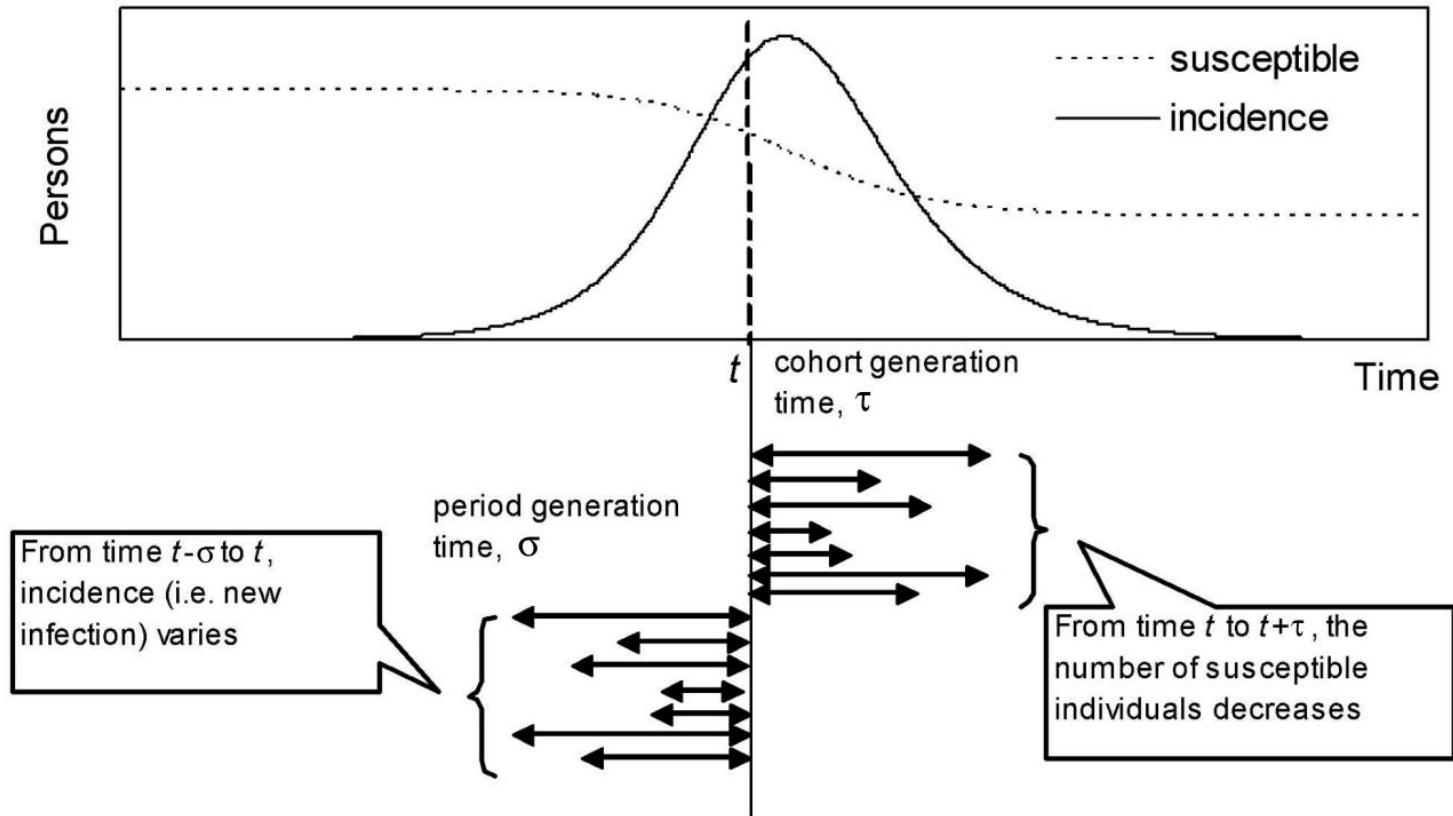 susceptible
incidence
Persons
t
Time
cohort generation
time, τ
period generation
time, σ
From time t-σ to t,
incidence (i.e. new
infection) varies
From time t to t+τ, the
number of susceptible
individuals decreases